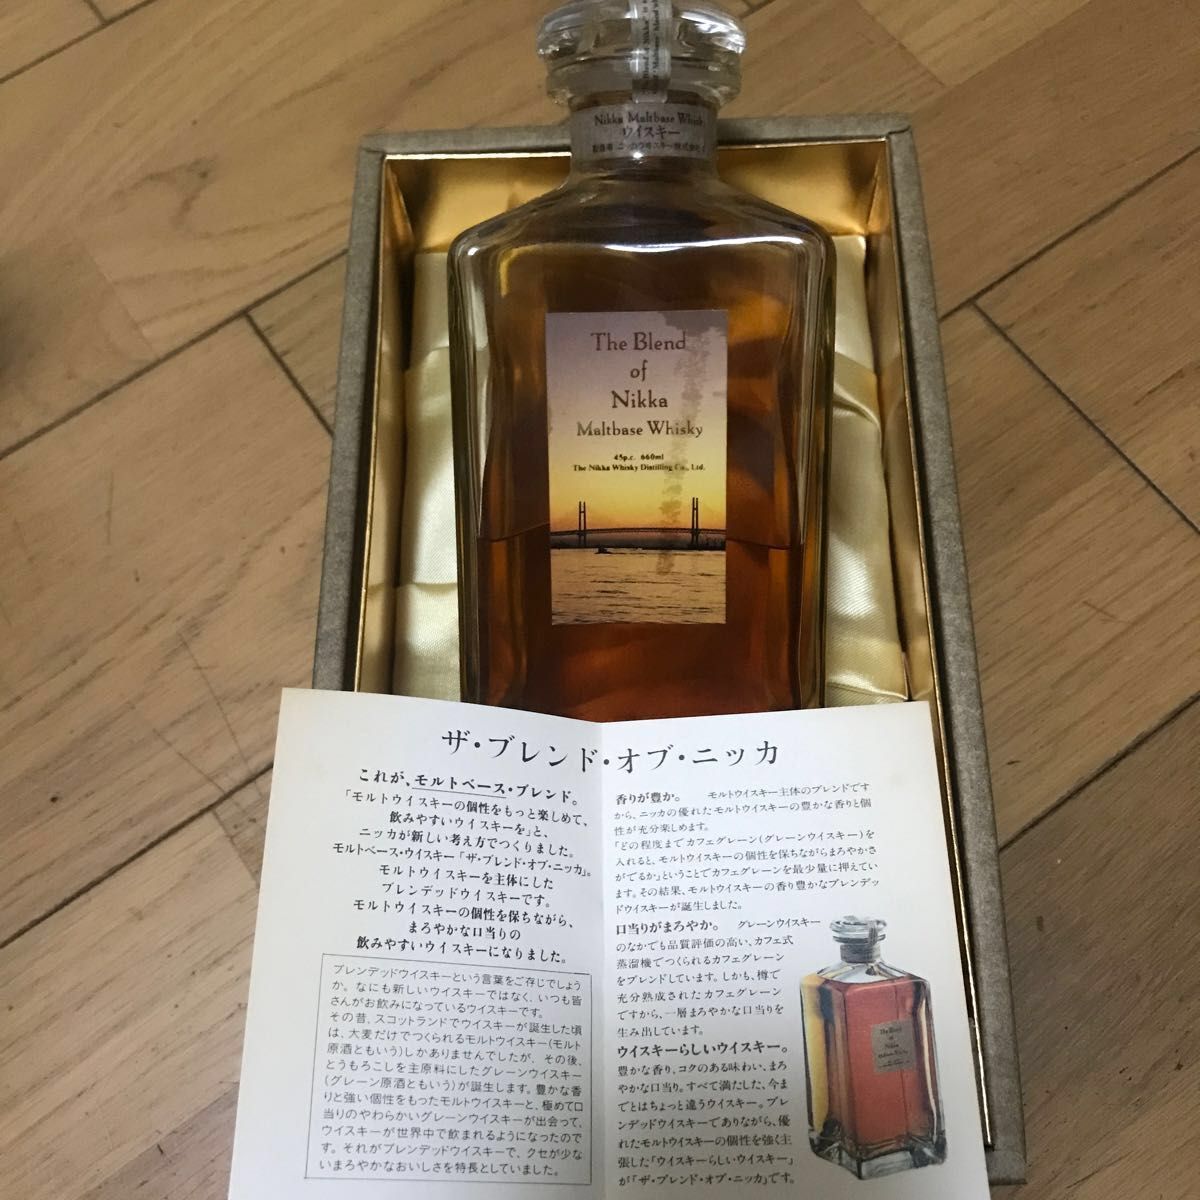 Nikka Maltbase Whisky
ウイスキー
The Blend
of
Nikka
Maltbase Whisky
45p.c. 660ml
The Nikka Whisky Distilling Co., Ltd.
ザ・ブレンド・オブ・ニッカ
これが、モルトベース・ブレンド。
「モルトウイスキーの個性をもっと楽しめて、
飲みやすいウイスキーを」と、
ニッカが新しい考え方でつくりました。
モルトベース・ウイスキー「ザ・ブレンド・オブ・ニッカ」。
モルトウイスキーを主体にした
ブレンデッドウイスキーです。
モルトウイスキーの個性を保ちながら、
まろやかな口当りの
飲みやすいウイスキーになりました。
ブレンデッドウイスキーという言葉をご存じでしょう
か。なにも新しいウイスキーではなく、いつも皆
さんがお飲みになっているウイスキーです。
その昔、スコットランドでウイスキーが誕生した頃
は、大麦だけでつくられるモルトウイスキー(モルト
原酒ともいう)しかありませんでしたが、その後、
とうもろこしを主原料にしたグレーンウイスキー
(グレーン原酒ともいう)が誕生します。豊かな香
りと強い個性をもったモルトウイスキーと、極めて口
当りのやわらかいグレーンウイスキーが出会って、
ウイスキーが世界中で飲まれるようになったので
す。それがブレンデッドウイスキーで、クセが少な
いまろやかなおいしさを特長としていました。
香りが豊か。 モルトウイスキー主体のブレンドです
から、ニッカの優れたモルトウイスキーの豊かな香りと個
性が充分楽しめます。
「どの程度までカフェグレーン(グレーンウイスキー)を
入れると、モルトウイスキーの個性を保ちながらまろやかさ
がでるか」ということでカフェグレーンを最少量に押えてい
ます。その結果、モルトウイスキーの香り豊かなブレンデッ
ドウイスキーが誕生しました。
口当りがまろやか。 グレーンウイスキー
のなかでも品質評価の高い、カフェ式
蒸溜機でつくられるカフェグレーン
をブレンドしています。しかも、樽で
充分熟成されたカフェグレーン
ですから、一層まろやかな口当りを
生み出しています。
ウイスキーらしいウイスキー。
豊かな香り、コクのある味わい、まろ
やかな口当り。すべて満たした、今ま
でとはちょっと違うウイスキー。ブレ
ンデッドウイスキーでありながら、優
れたモルトウイスキーの個性を強く主
張した「ウイスキーらしいウイスキー」
が「ザ・ブレンド・オブ・ニッカ」です。
The Blend
of
Nikka
Maltbase Whisky